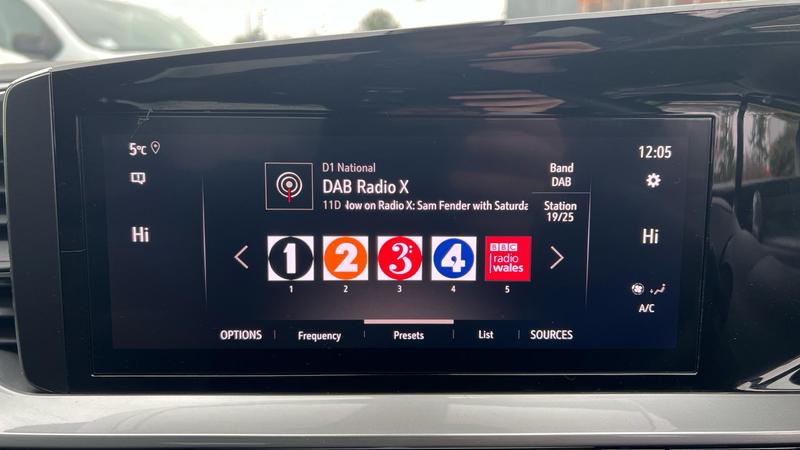 5°C
12:05
D1 National
DAB Radio X
11D low on Radio X: Sam Fender with Saturda
Band
DAB
Station
19/25
Hi
Hi
1 2 3: 4 BBC radio wales
1 2 3 4 5
A/C
OPTIONS Frequency Presets List SOURCES